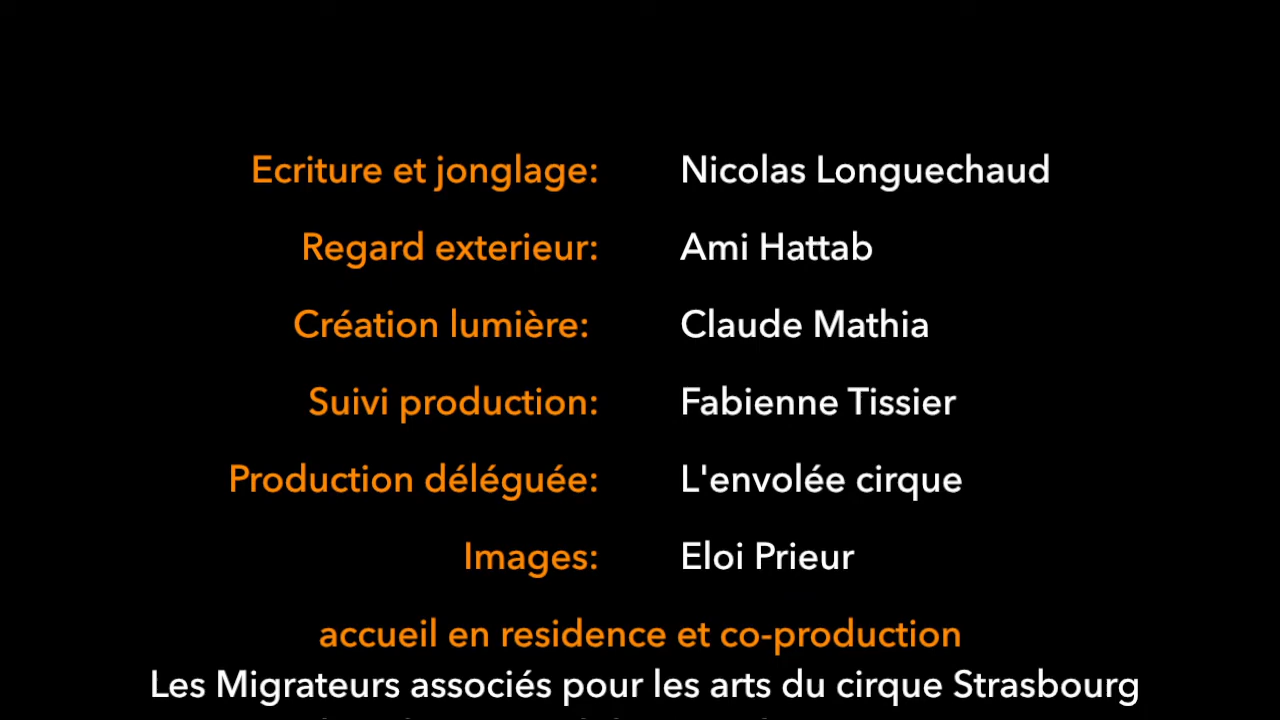 Ecriture et jonglage: Nicolas Longuechaud
Regard exterieur: Ami Hattab
Création lumière: Claude Mathia
Suivi production: Fabienne Tissier
Production déléguée: L'envolée cirque
Images: Eloi Prieur
accueil en residence et co-production
Les Migrateurs associés pour les arts du cirque Strasbourg